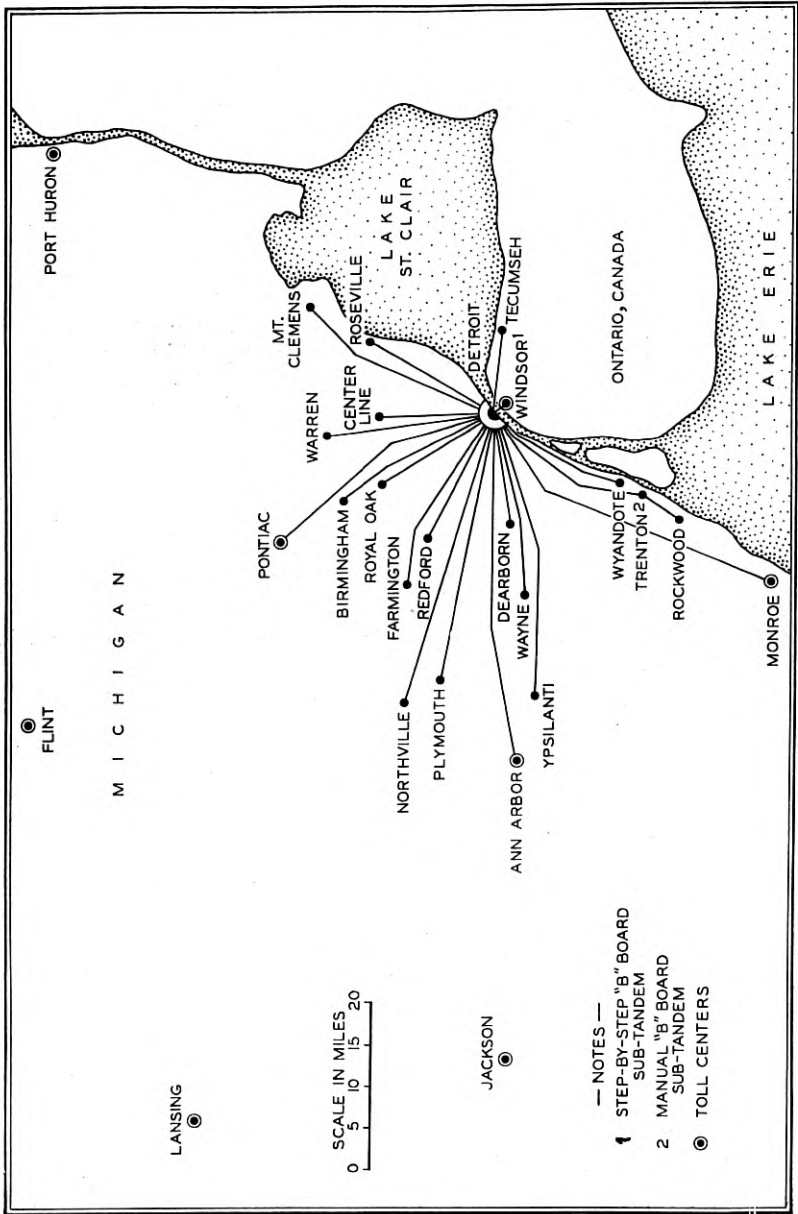 PORT HURON
FLINT
LANSING
MICHIGAN
MT.
CLEMENS
ROSEVILLE
LAKE
ST. CLAIR
WARREN
CENTER
LINE
PONTIAC
BIRMINGHAM
ROYAL OAK
FARMINGTON
REDFORD
NORTHVILLE
PLYMOUTH
DETROIT
WINDSOR¹
TECUMSEH
DEARBORN
WAYNE
YPSILANTI
ANN ARBOR
JACKSON
WYANDOTE
TRENTON²
ROCKWOOD
MONROE
ONTARIO, CANADA
LAKE ERIE
SCALE IN MILES
0 5 10 15 20
— NOTES —
1 STEP-BY-STEP "B" BOARD
SUB-TANDEM
2 MANUAL "B" BOARD
SUB-TANDEM
TOLL CENTERS